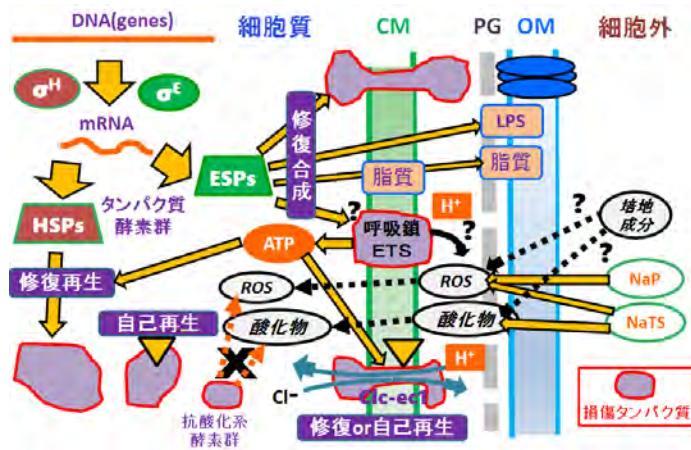 DNA(genes)
細胞質
CM
PG
OM
細胞外
σH
σE
mRNA
修復合成
LPS
脂質
脂質
ESPs
タンパク質
酵素群
HSPs
H⁺
?
呼吸鎖
ETS
?
?
?
培地
成分
ATP
修復再生
ROS
ROS
NaP
自己再生
酸化物
酸化物
NaTS
抗酸化系
酵素群
Cl⁻
Clc-ec1
H⁺
修復or自己再生
損傷タンパク質